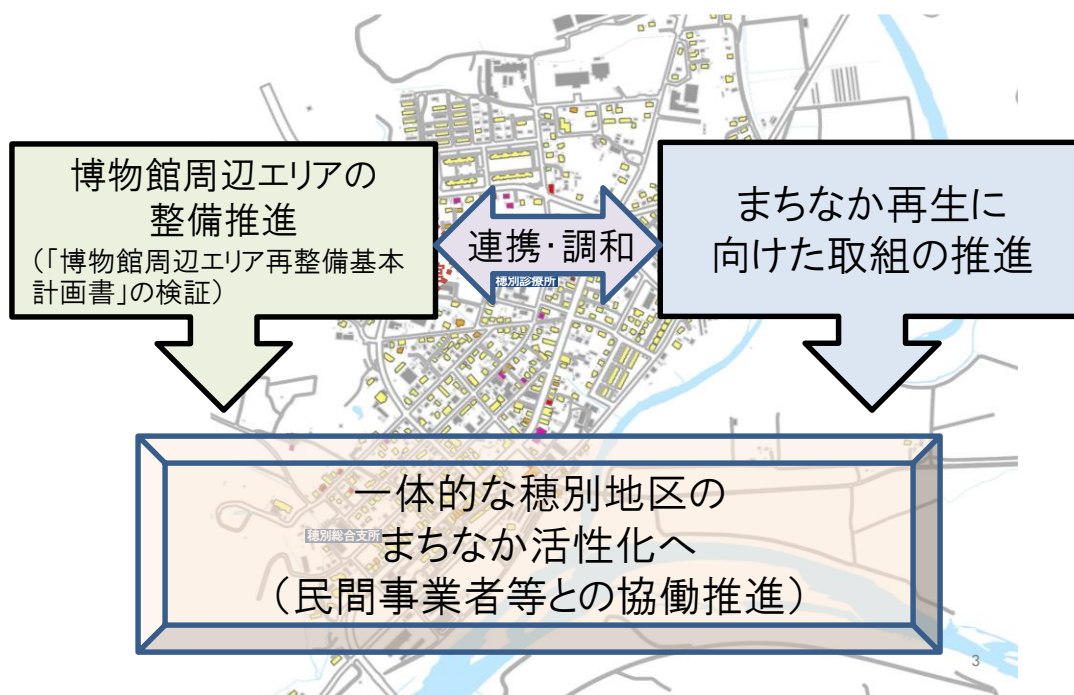 博物館周辺エリアの
整備推進
(「博物館周辺エリア再整備基本
計画書」の検証)
連携・調和
まちなか再生に
向けた取組の推進
穂別診療所
一体的な穂別地区の
穂別総合支所
まちなか活性化へ
(民間事業者等との協働推進)
3